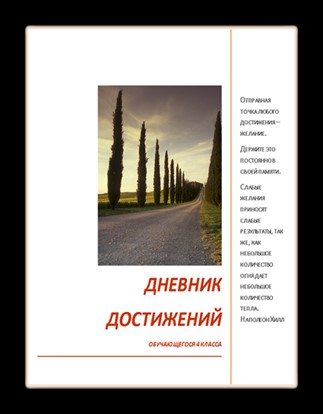 ОТПРАВНАЯ
ТОЧКА ЛЮБОГО
ДОСТИЖЕНИЯ –
ЖЕЛАНИЕ.
ДЕРЖИТЕ ЭТО
ПОСТОЯННО В
СВОЕЙ ПАМЯТИ.
СЛАБЫЕ
ЖЕЛАНИЯ
ПРИНОСЯТ
СЛАБЫЕ
РЕЗУЛЬТАТЫ, ТАК
ЖЕ, КАК
НЕБОЛЬШОЕ
КОЛИЧЕСТВО
ОГНЯ ДАЕТ
НЕБОЛЬШОЕ
КОЛИЧЕСТВО
ТЕПЛА.
НАПОЛЕОН ХИЛЛ
ДНЕВНИК
ДОСТИЖЕНИЙ
ОБУЧАЮЩЕГОСЯ 4 КЛАССА